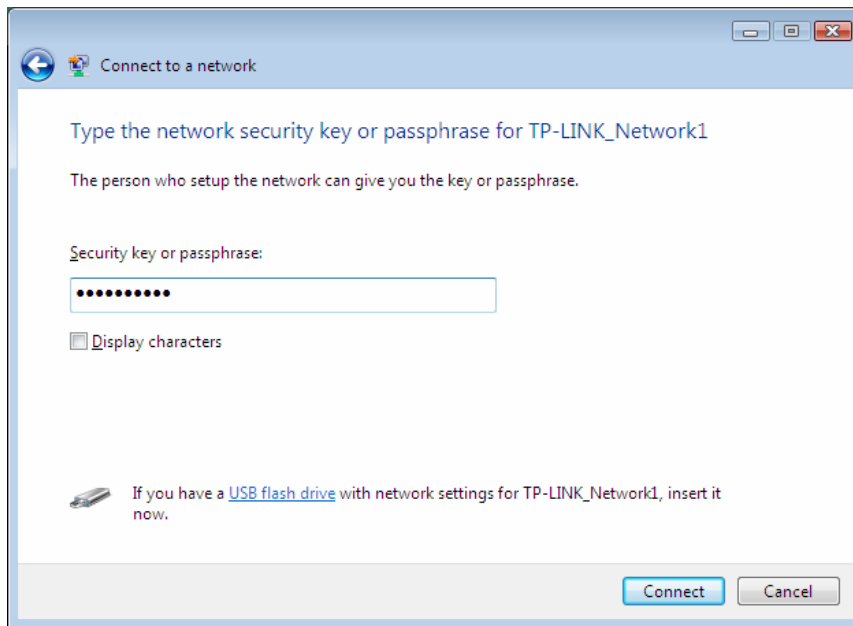 Connect to a network
Type the network security key or passphrase for TP-LINK_Network1
The person who setup the network can give you the key or passphrase.
Security key or passphrase:
••••••••••
Display characters
If you have a USB flash drive with network settings for TP-LINK_Network1, insert it
now.
Connect Cancel